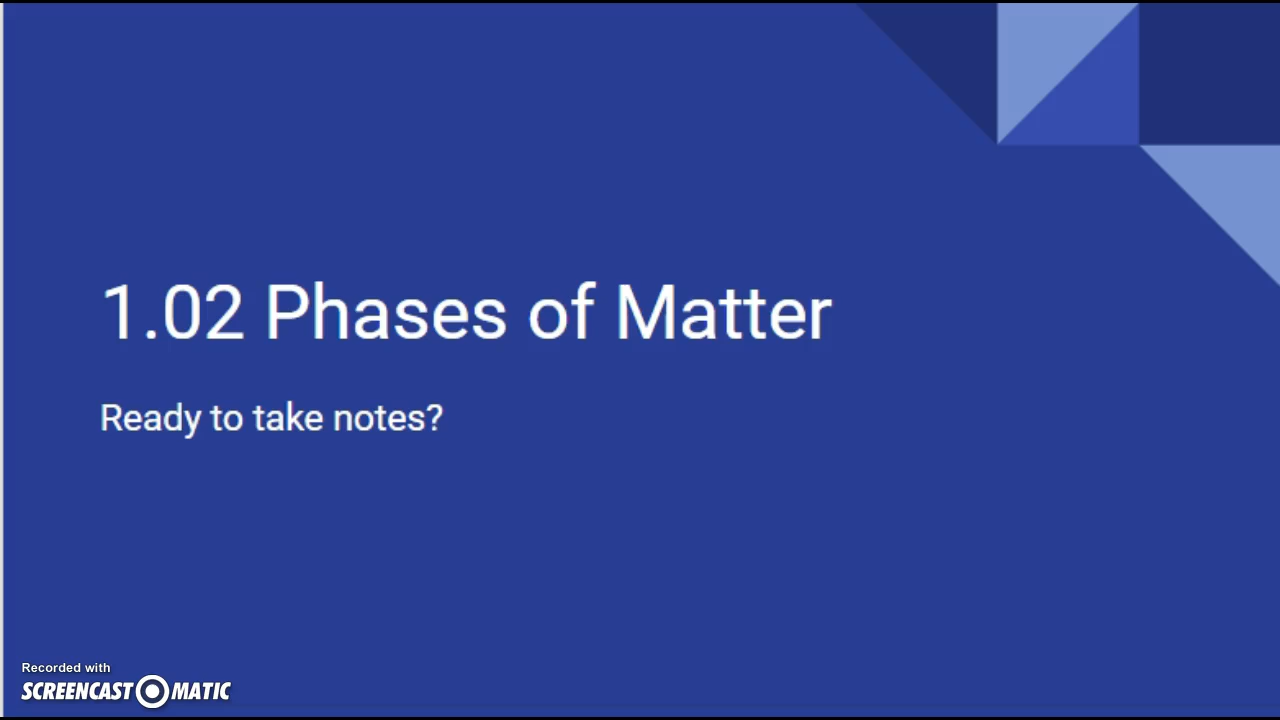 1.02 Phases of Matter
Ready to take notes?
Recorded with
SCREENCAST O MATIC